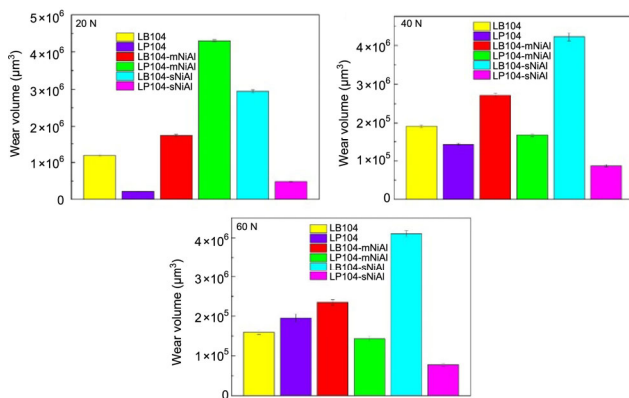 20 N
LB104
LP104
LB104-mNiAl
LP104-mNiAl
LB104-sNiAl
LP104-sNiAl
5×10⁶
4×10⁶
3×10⁶
2×10⁶
1×10⁶
0
Wear volume (μm³)
40 N
LB104
LP104
LB104-mNiAl
LP104-mNiAl
LB104-sNiAl
LP104-sNiAl
4×10⁶
3×10⁶
2×10⁶
1×10⁵
0
Wear volume (μm³)
60 N
LB104
LP104
LB104-mNiAl
LP104-mNiAl
LB104-sNiAl
LP104-sNiAl
4×10⁶
3×10⁶
2×10⁵
1×10⁵
0
Wear volume (μm³)